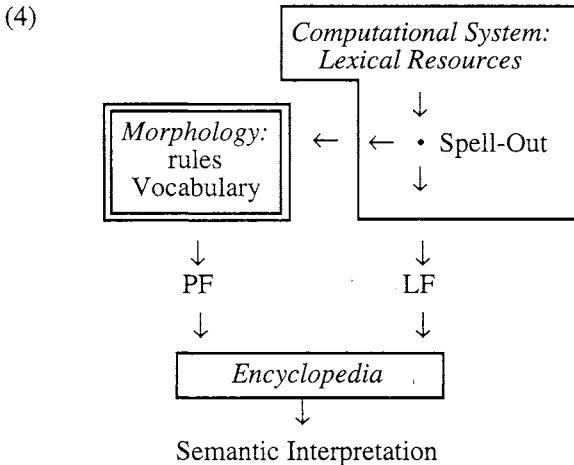 (4)
Computational System:
Lexical Resources
Morphology:
rules
Vocabulary
Spell-Out
PF
LF
Encyclopedia
Semantic Interpretation